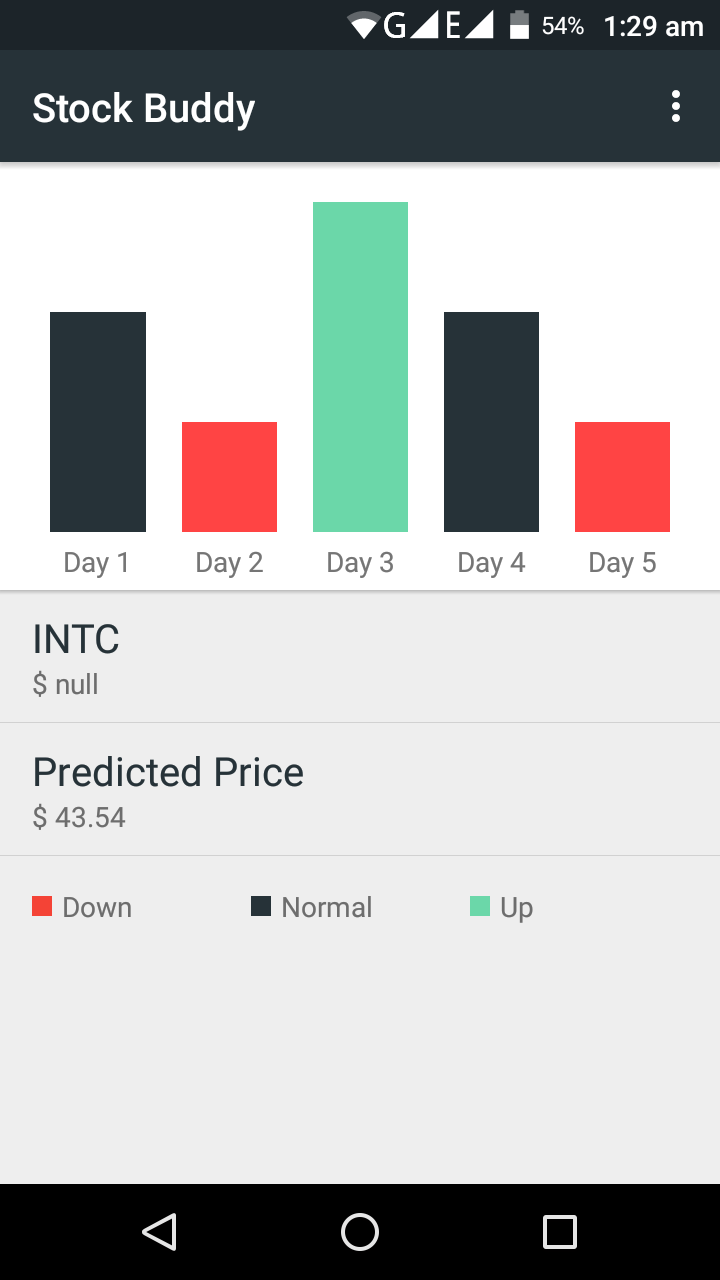 G E 54% 1:29 am
Stock Buddy
Day 1 Day 2 Day 3 Day 4 Day 5
INTC
$ null
Predicted Price
$ 43.54
Down Normal Up